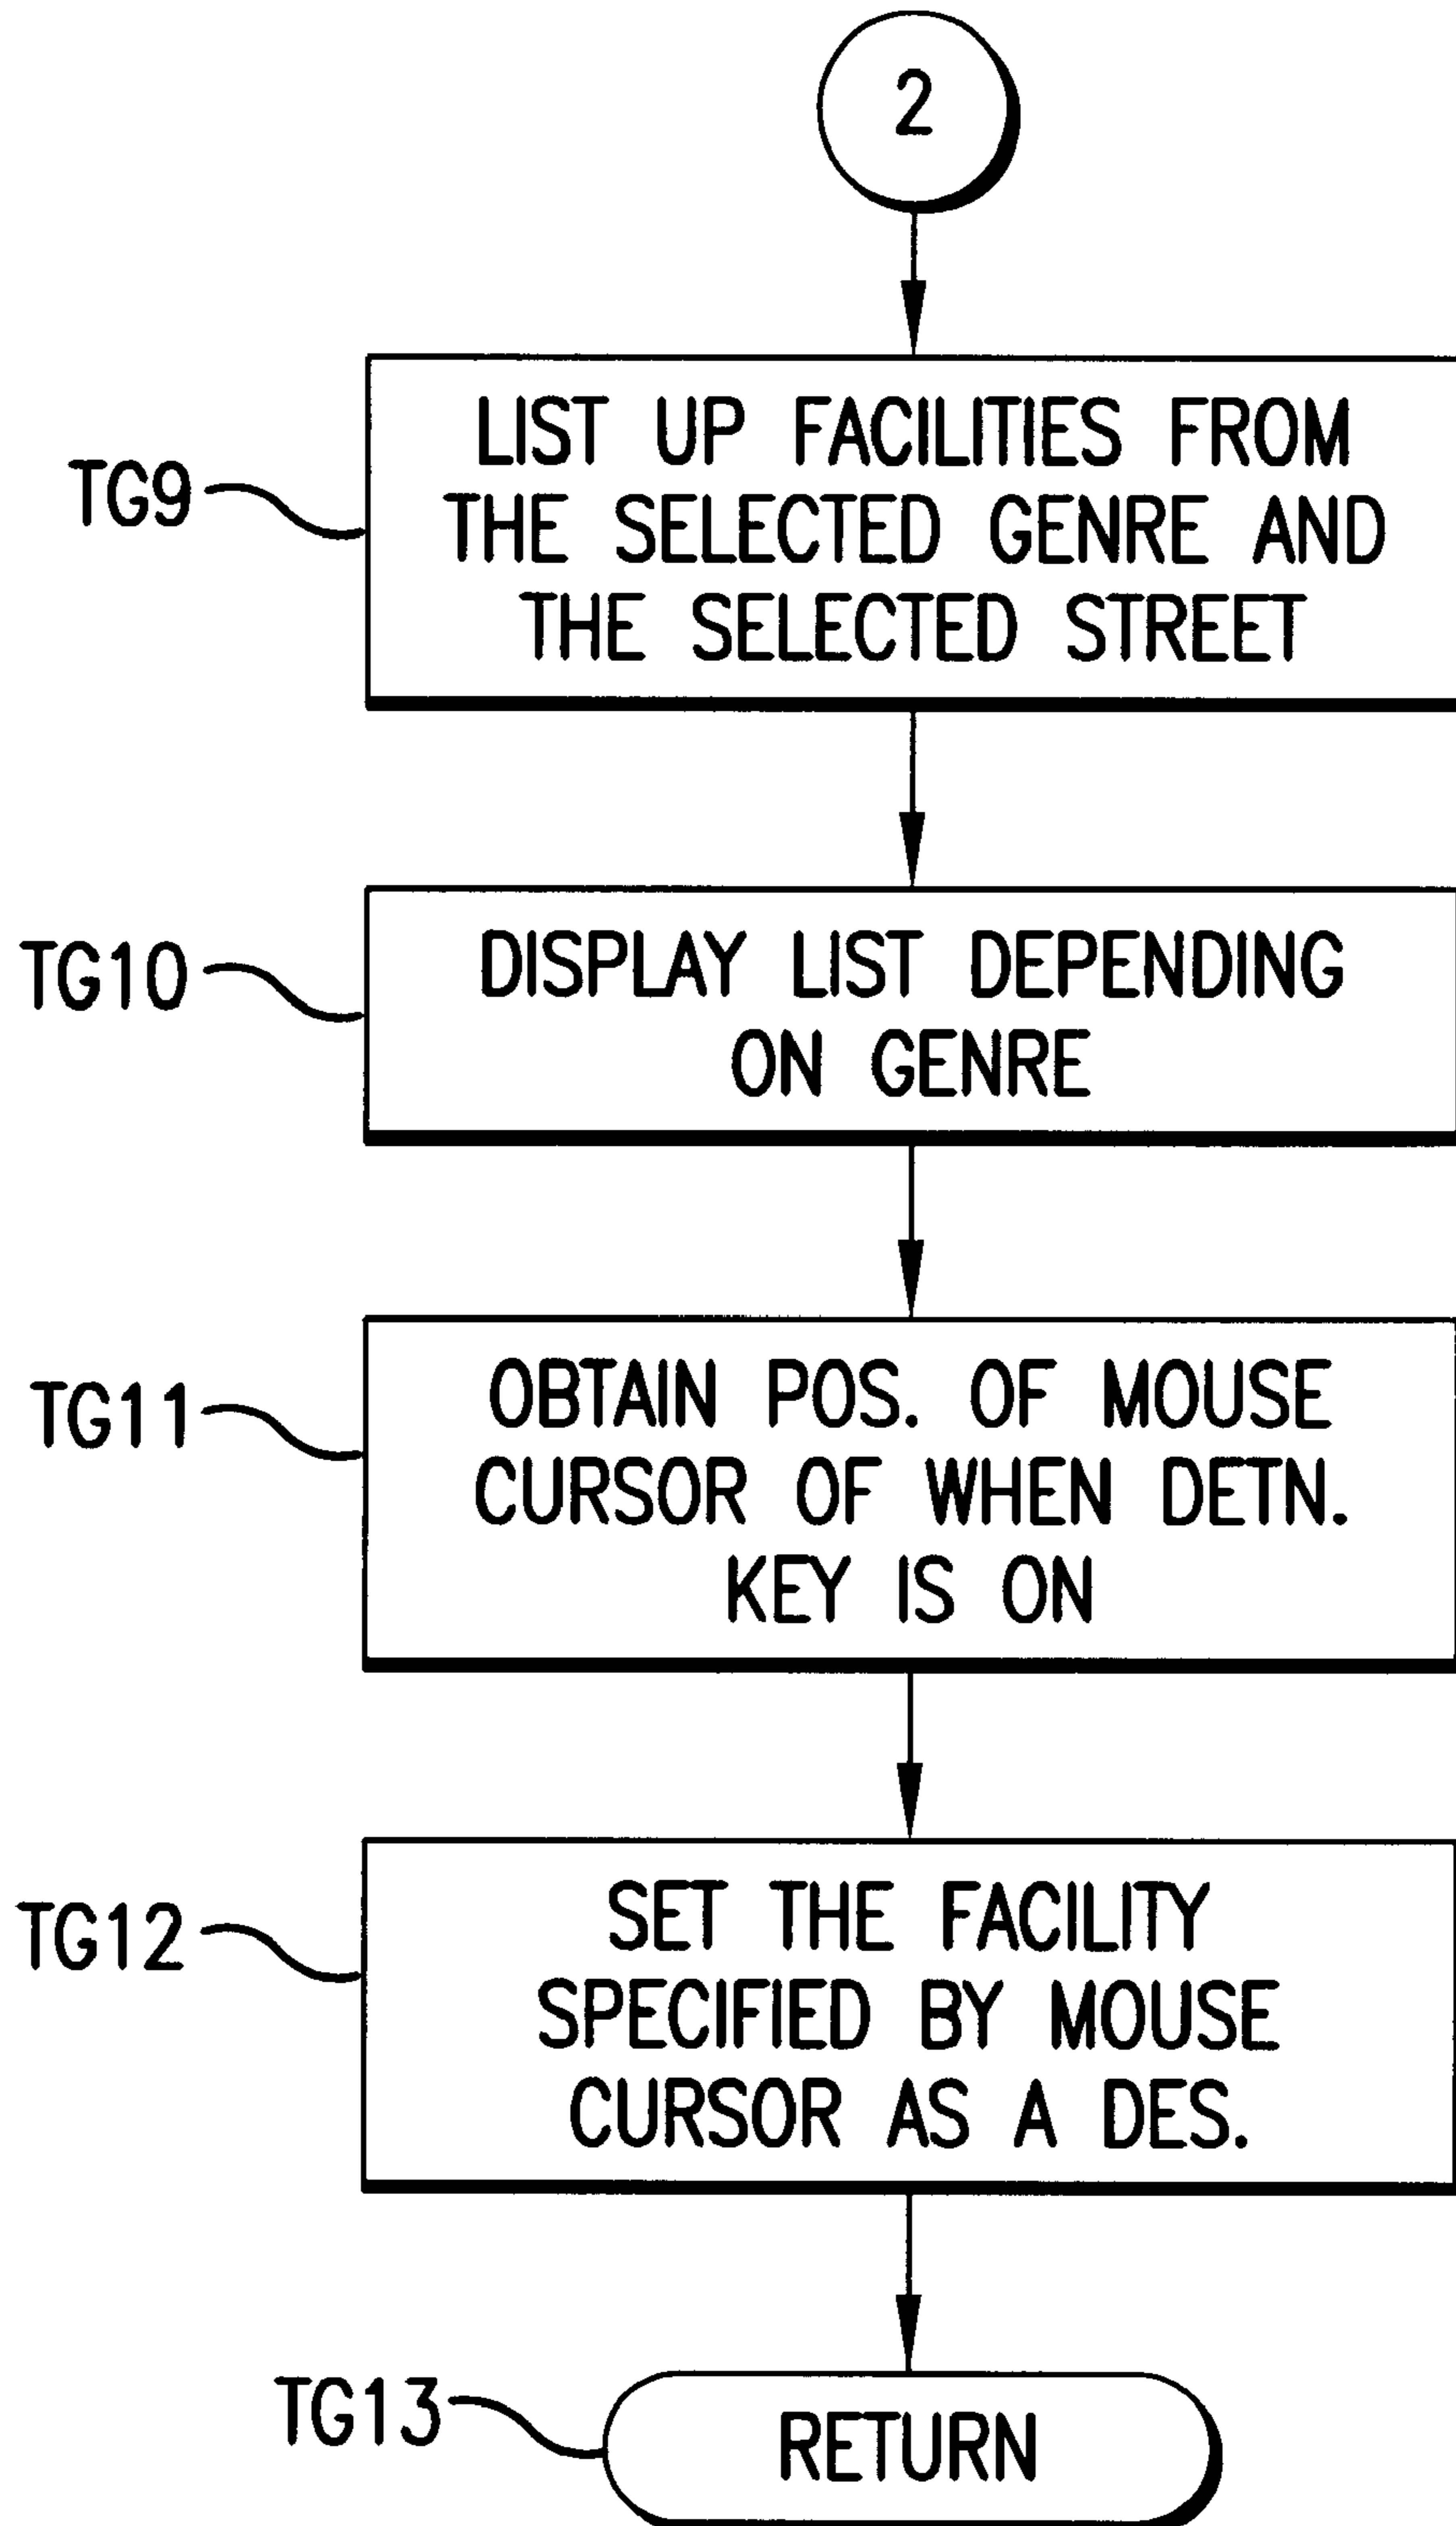 2
TG9
LIST UP FACILITIES FROM
THE SELECTED GENRE AND
THE SELECTED STREET
TG10
DISPLAY LIST DEPENDING
ON GENRE
TG11
OBTAIN POS. OF MOUSE
CURSOR OF WHEN DETN.
KEY IS ON
TG12
SET THE FACILITY
SPECIFIED BY MOUSE
CURSOR AS A DES.
TG13
RETURN